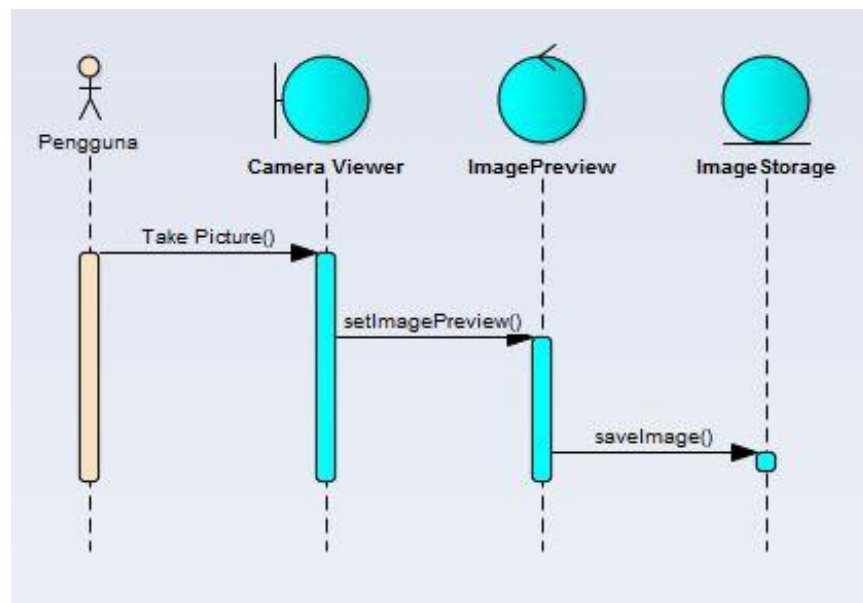 Pengguna
Camera Viewer
ImagePreview
ImageStorage
Take Picture()
setImagePreview()
saveImage()